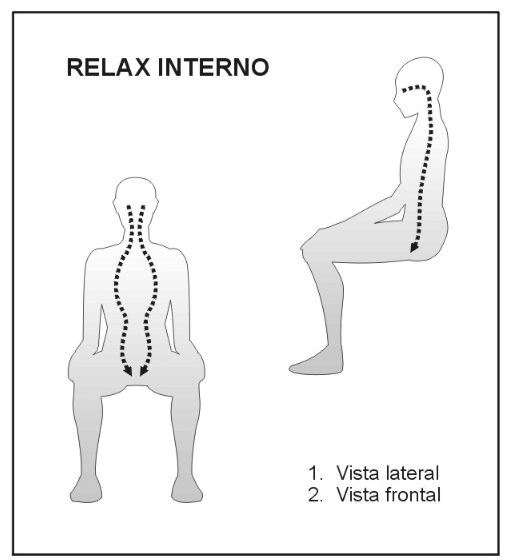 RELAX INTERNO
1. Vista lateral
2. Vista frontal